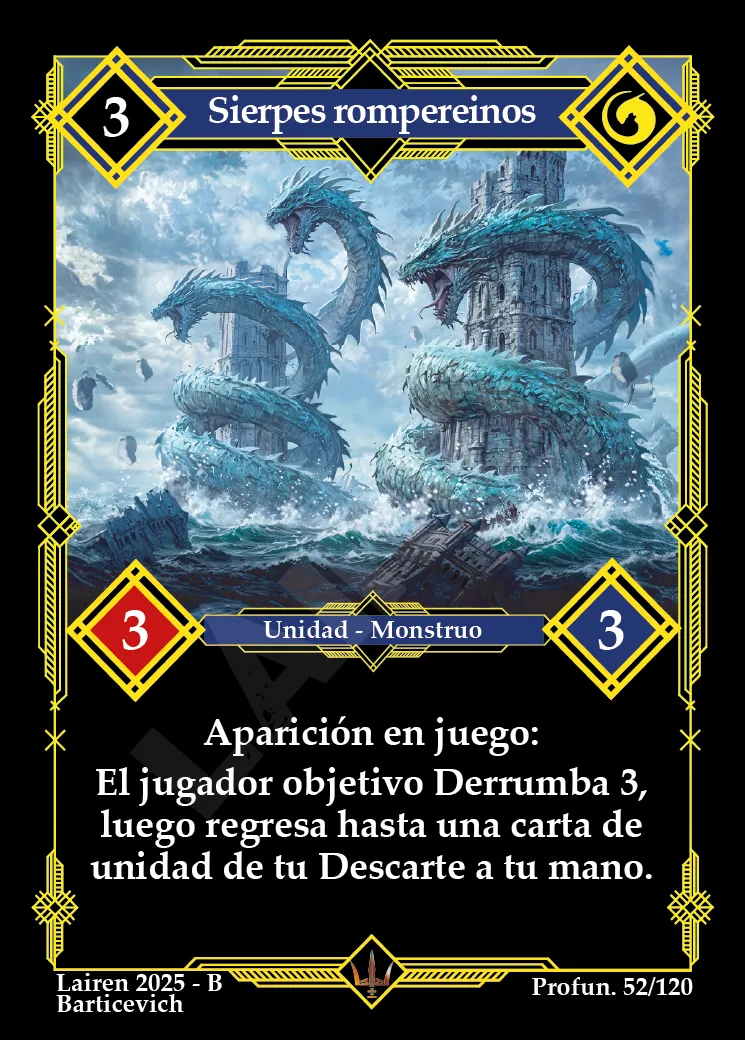 3
Sierpes rompereinos
3
Unidad - Monstruo
3
Aparición en juego:
El jugador objetivo Derrumba 3,
luego regresa hasta una carta de
unidad de tu Descarte a tu mano.
Lairen 2025 - B
Barticevich
Profun. 52/120